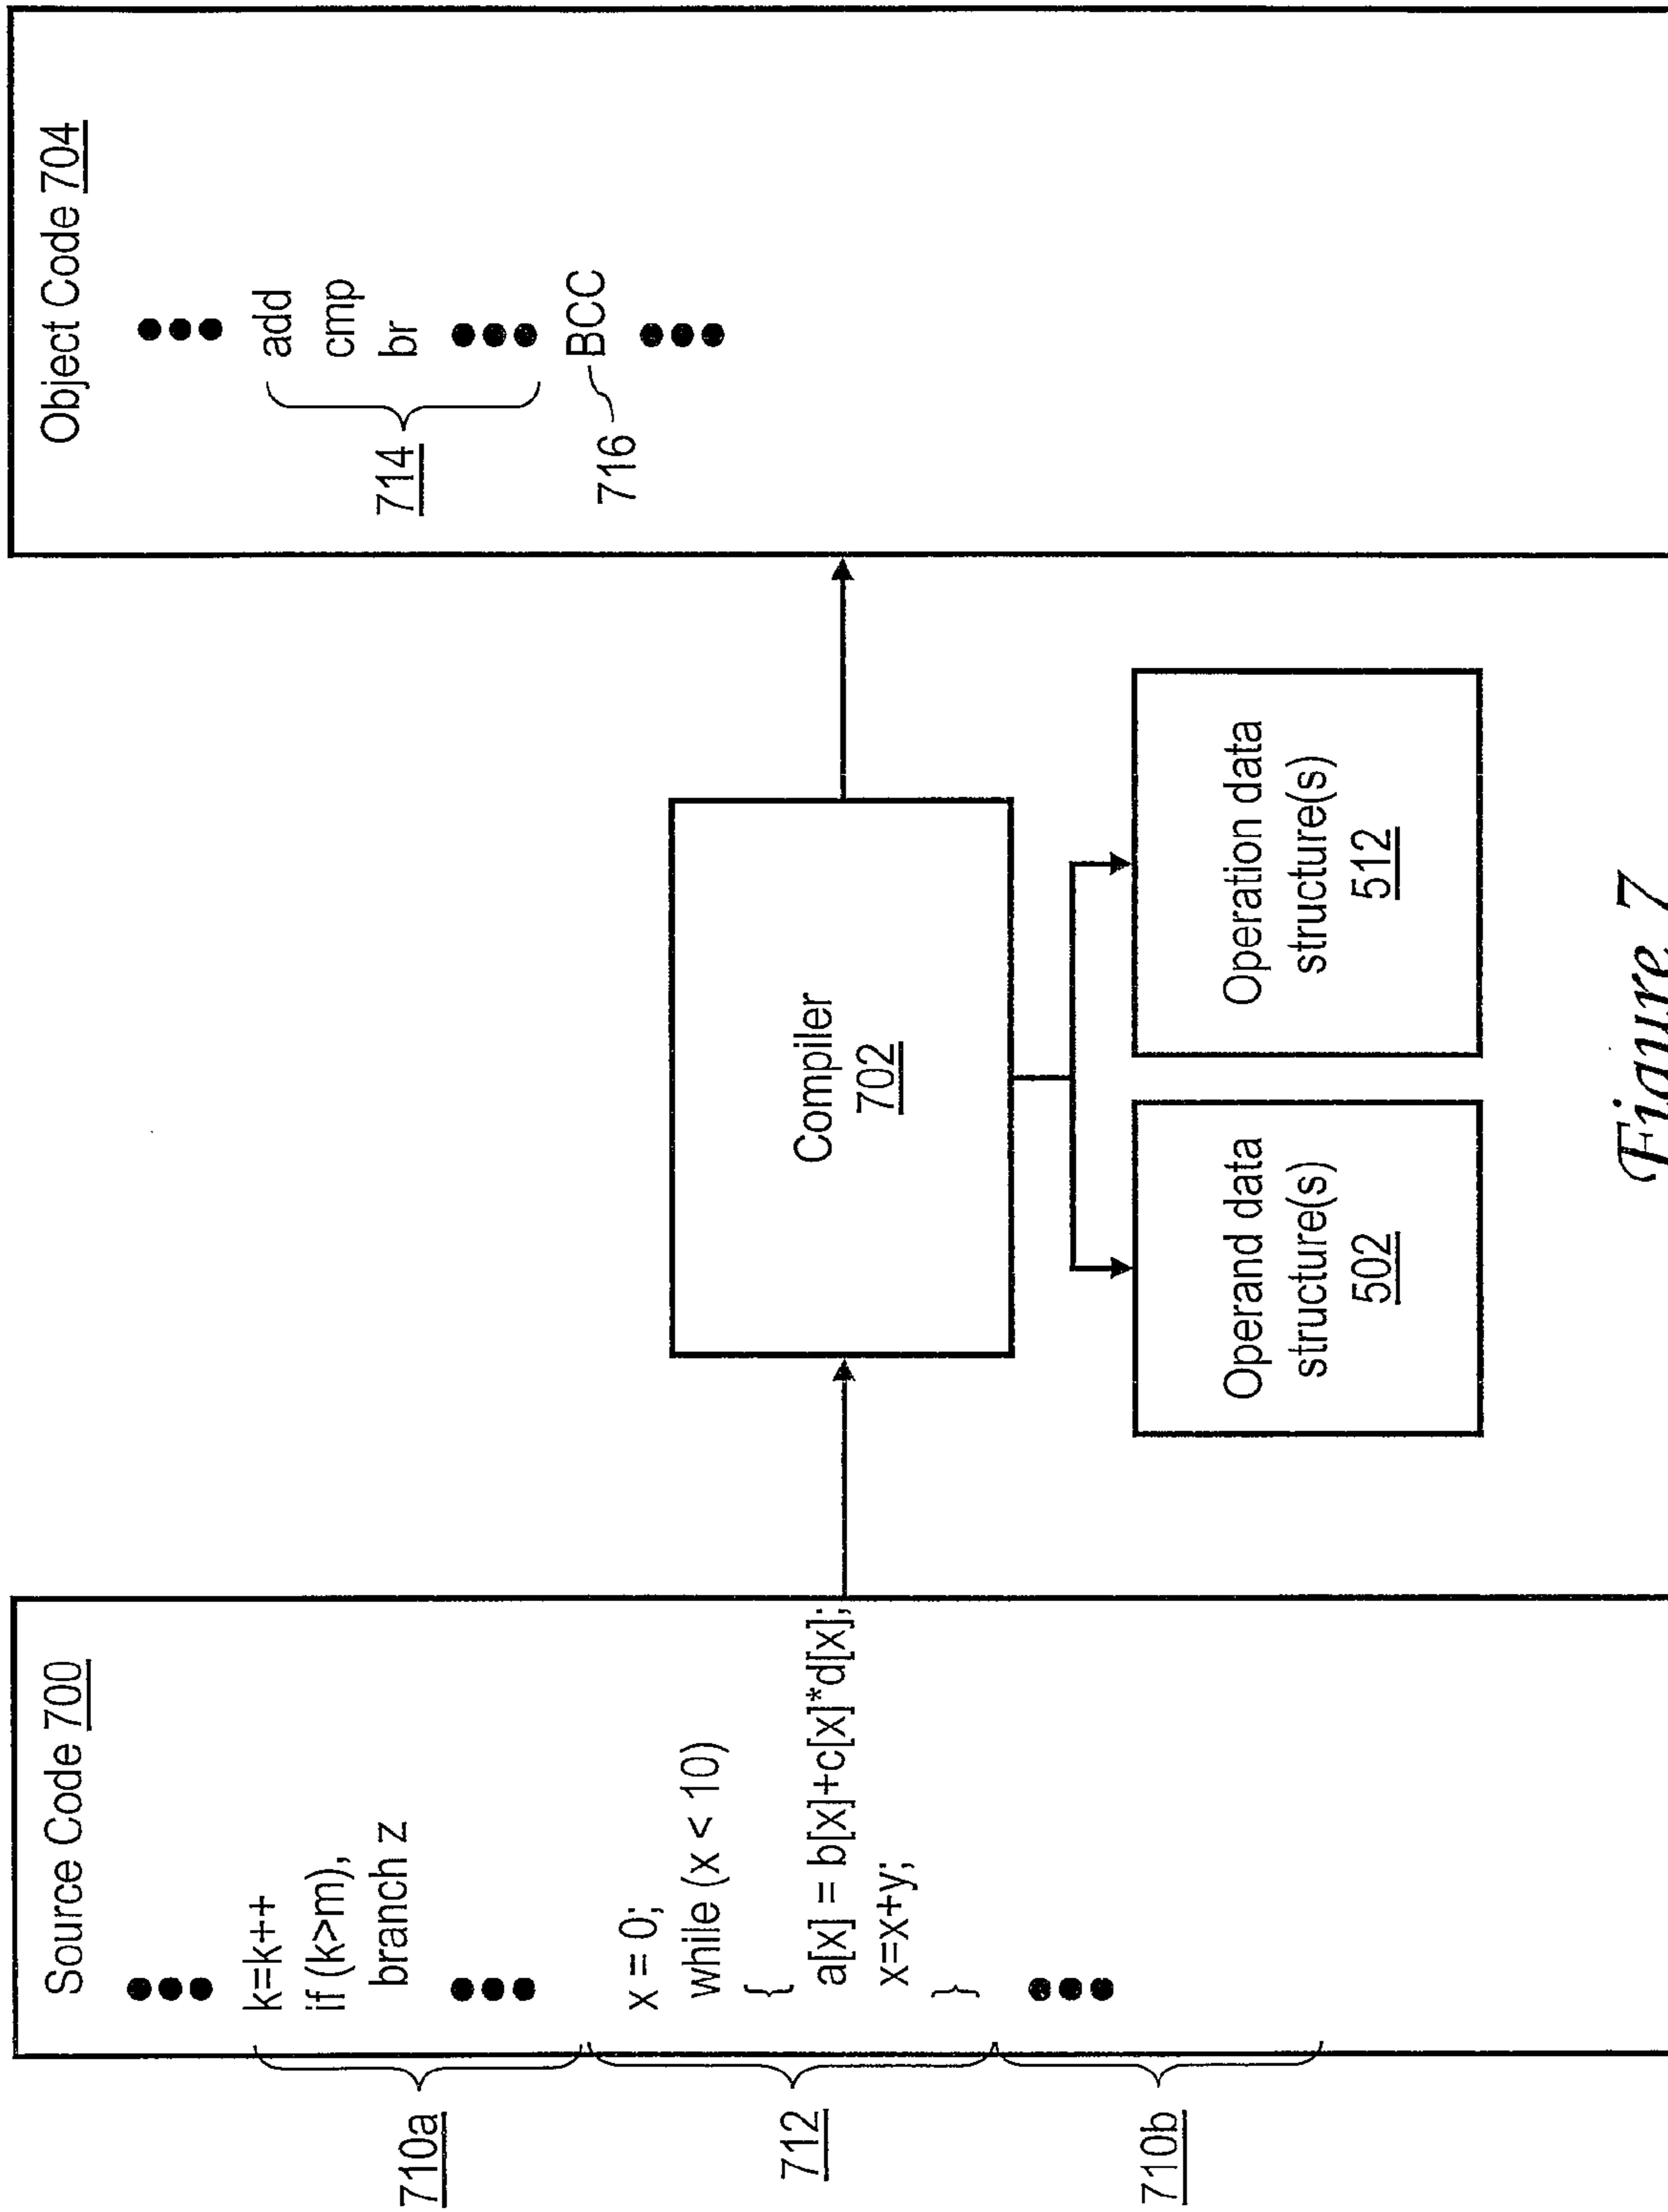 Source Code 700
k=k++
if (k>m),
branch z
x = 0;
while (x < 10)
{
a[x] = b[x]+c[x]*d[x];
x=x+y;
}
710a
712
710b
Compiler
702
Operand data
structure(s)
502
Operation data
structure(s)
512
Object Code 704
add
cmp
br
BCC
714
716
Figure 7